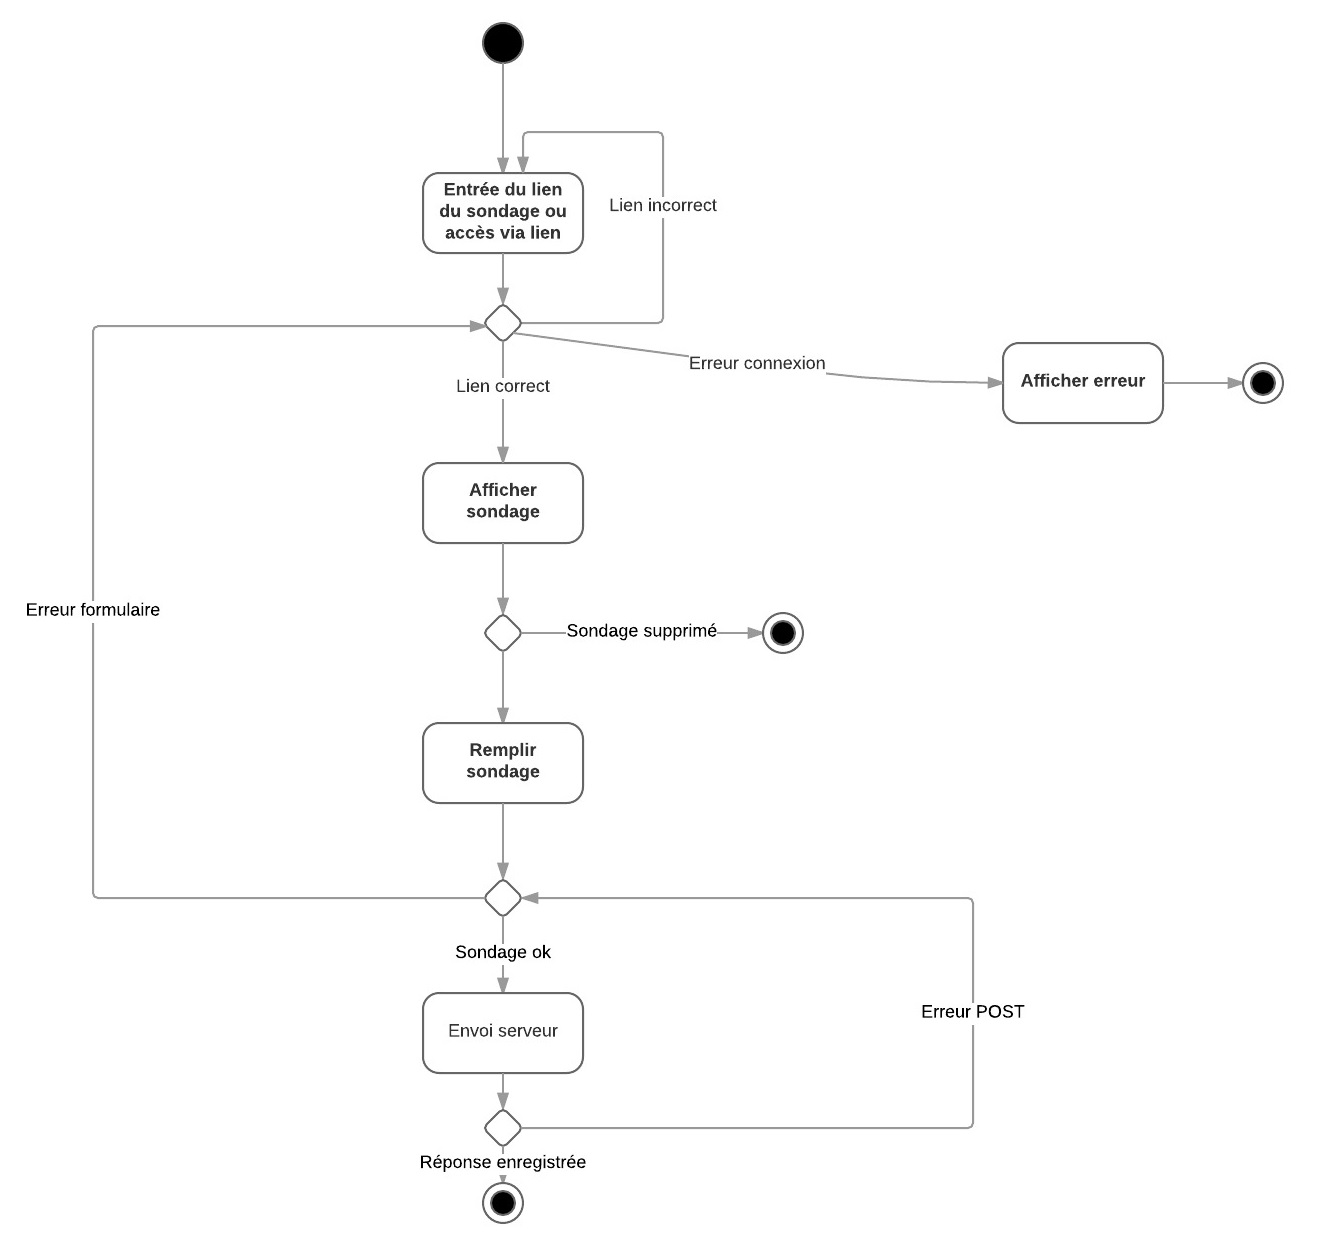 Entrée du lien
du sondage ou
accès via lien
Lien incorrect
Erreur connexion
Afficher erreur
Lien correct
Afficher
sondage
Erreur formulaire
Sondage supprimé
Remplir
sondage
Sondage ok
Erreur POST
Envoi serveur
Réponse enregistrée